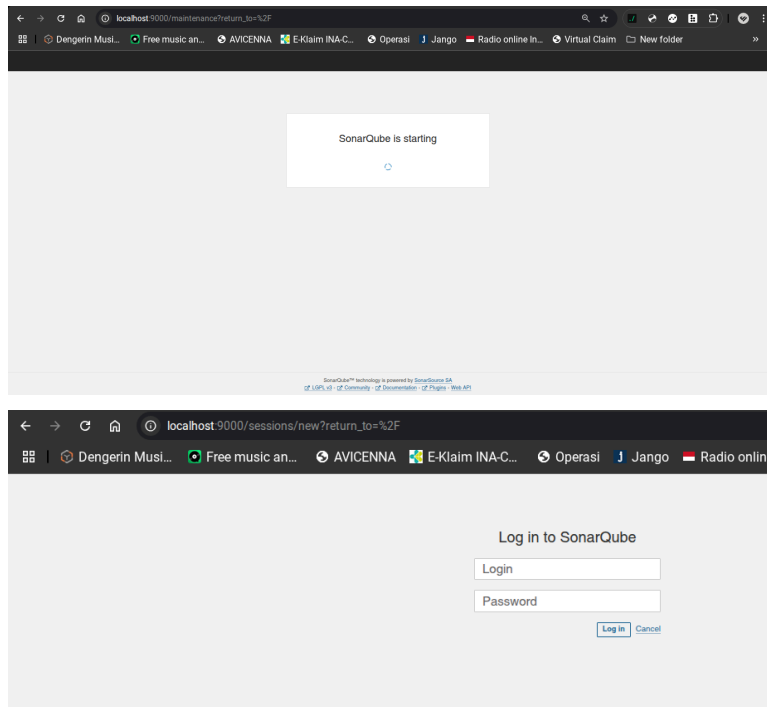 localhost:9000/maintenance?return_to=%2F
Dengerin Musi... Free music an... AVICENNA E-Klaim INA-C... Operasi Jango Radio online In... Virtual Claim New folder »
SonarQube is starting
SonarQube™ technology is powered by SonarSource SA
LGPL v3 - Community - Documentation - Plugins - Web API
localhost:9000/sessions/new?return_to=%2F
Dengerin Musi... Free music an... AVICENNA E-Klaim INA-C... Operasi Jango Radio onlin
Log in to SonarQube
Login
Password
Log in Cancel